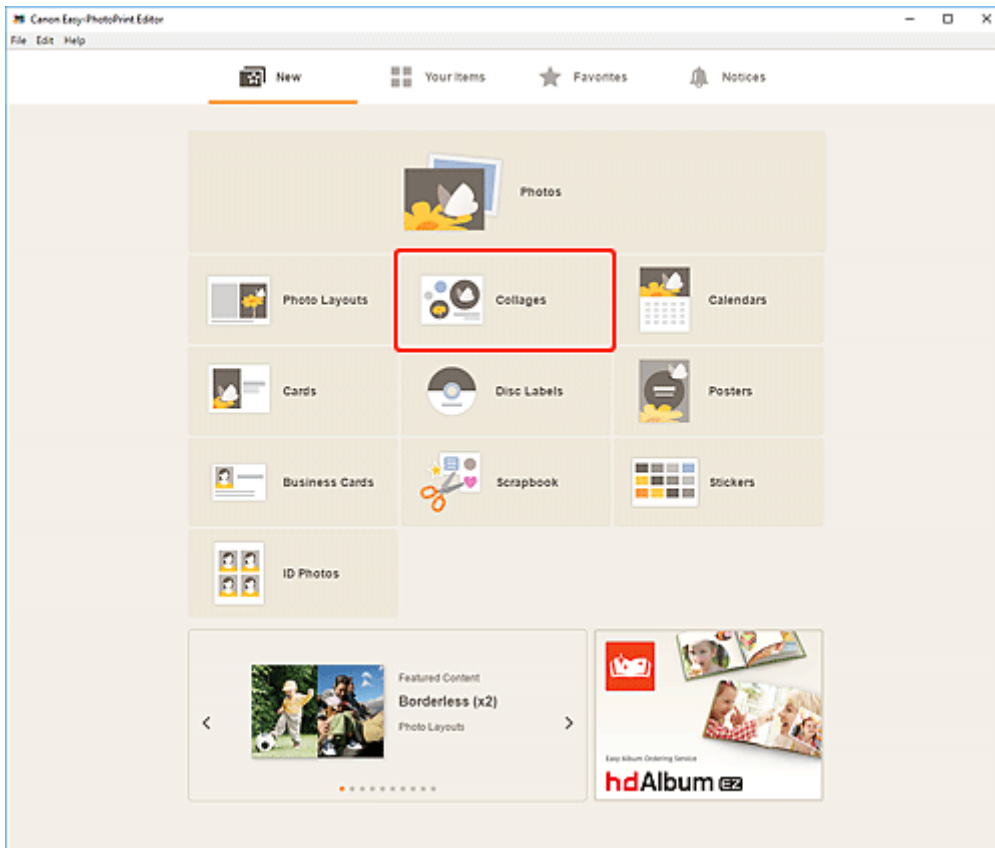 Canon Easy-PhotoPrint Editor
File Edit Help
New Your Items Favorites Notices
Photos
Photo Layouts Collages Calendars
Cards Disc Labels Posters
Business Cards Scrapbook Stickers
ID Photos
Featured Content
Borderless (x2)
Photo Layouts
Easy Album Ordering Service
hdAlbum EZ